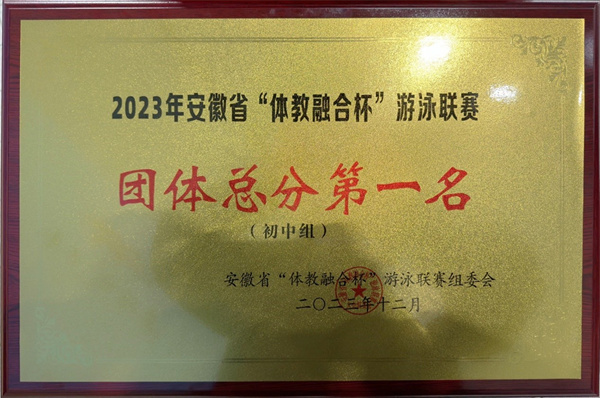 2023年安徽省“体教融合杯”游泳联赛
团体总分第一名
（初中组）
安徽省“体教融合杯”游泳联赛组委会
二〇二三年十二月